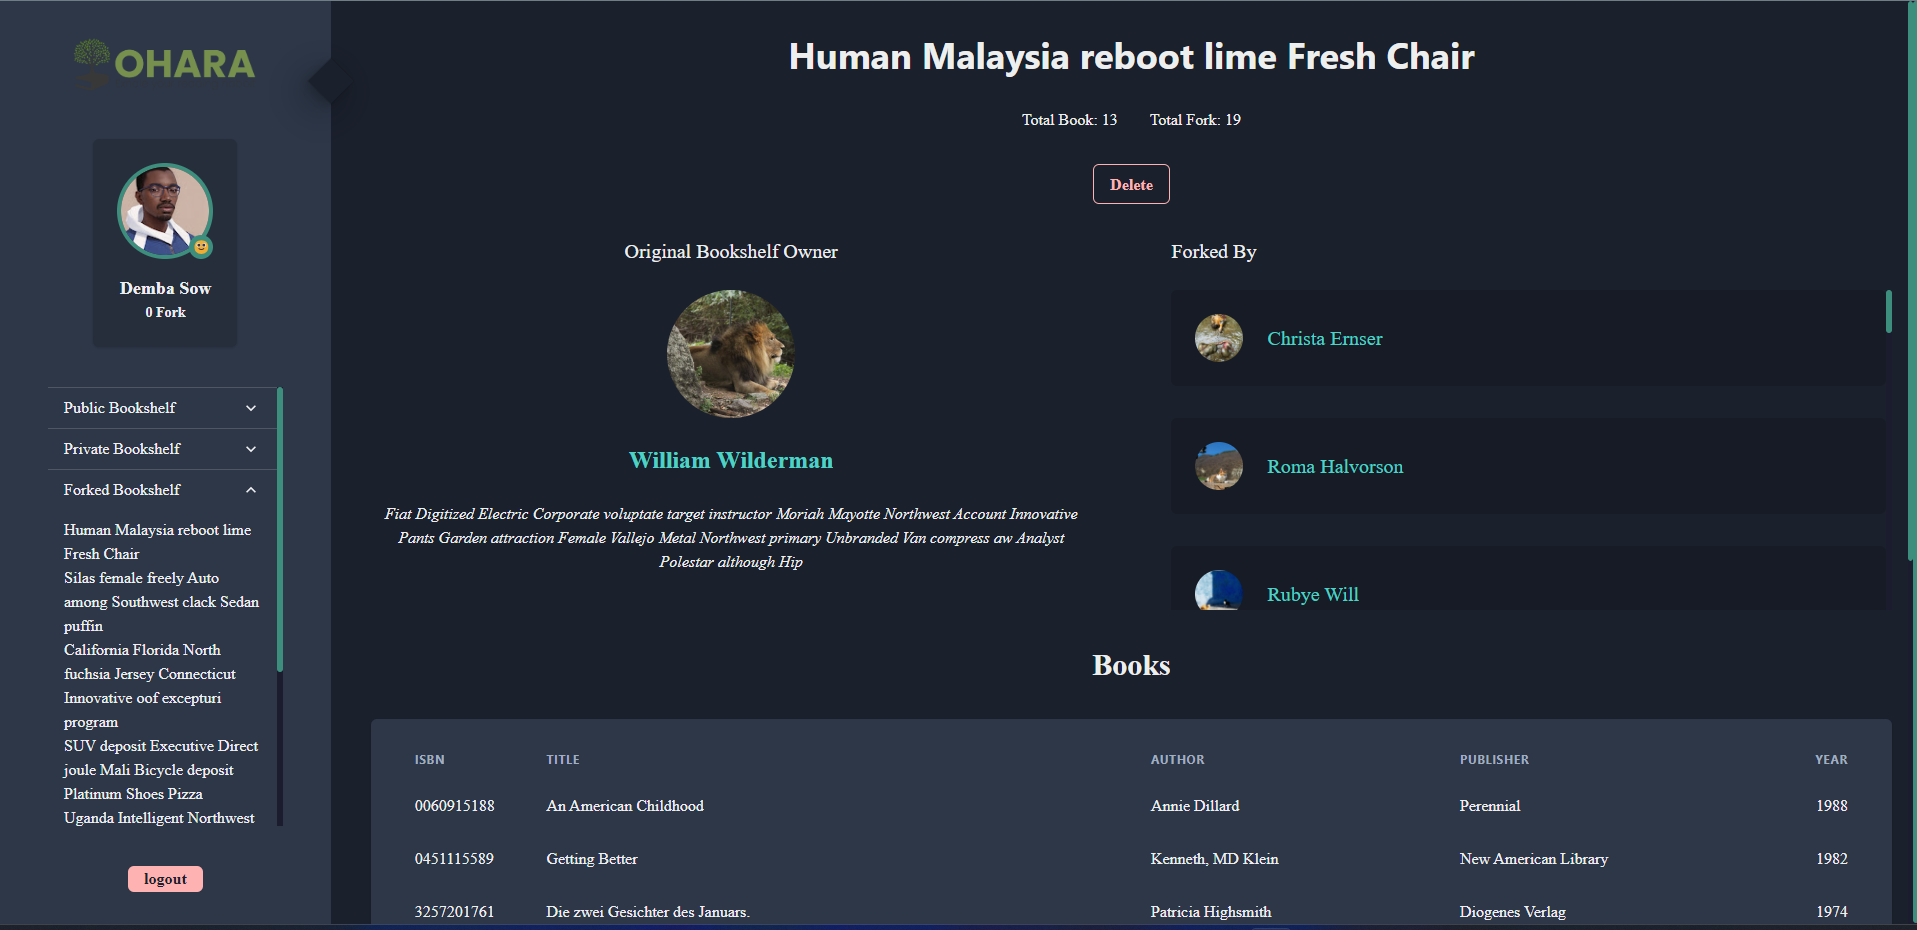 OHARA
Demba Sow
0 Fork
Public Bookshelf
Private Bookshelf
Forked Bookshelf
Human Malaysia reboot lime
Fresh Chair
Silas female freely Auto
among Southwest clack Sedan
puffin
California Florida North
fuchsia Jersey Connecticut
Innovative oof excepturi
program
SUV deposit Executive Direct
joule Mali Bicycle deposit
Platinum Shoes Pizza
Uganda Intelligent Northwest
logout
Human Malaysia reboot lime Fresh Chair
Total Book: 13 Total Fork: 19
Delete
Original Bookshelf Owner
William Wilderman
Fiat Digitized Electric Corporate voluptate target instructor Moriah Mayotte Northwest Account Innovative
Pants Garden attraction Female Vallejo Metal Northwest primary Unbranded Van compress aw Analyst
Polestar although Hip
Forked By
Christa Ernser
Roma Halvorson
Rubye Will
Books
ISBN TITLE AUTHOR PUBLISHER YEAR
0060915188 An American Childhood Annie Dillard Perennial 1988
0451115589 Getting Better Kenneth, MD Klein New American Library 1982
3257201761 Die zwei Gesichter des Januars. Patricia Highsmith Diogenes Verlag 1974